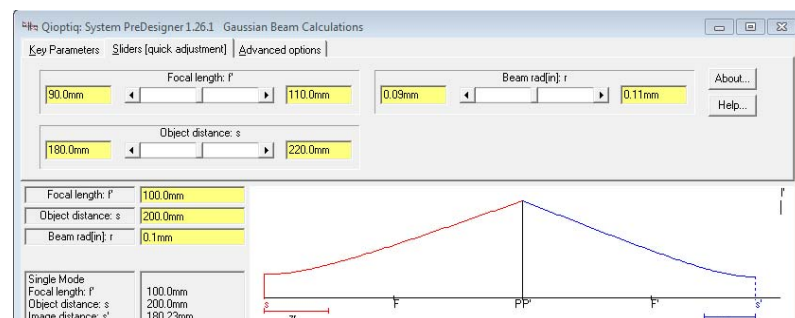 Qioptiq: System PreDesigner 1.26.1 Gaussian Beam Calculations
Key Parameters Sliders [quick adjustment] Advanced options
Focal length: f'
90.0mm 110.0mm
Beam rad[in]: r
0.09mm 0.11mm
About...
Help...
Object distance: s
180.0mm 220.0mm
Focal length: f' 100.0mm
Object distance: s 200.0mm
Beam rad[in]: r 0.1mm
Single Mode
Focal length: f' 100.0mm
Object distance: s 200.0mm
Image distance: s' 180.23mm
s F PP' F' s'